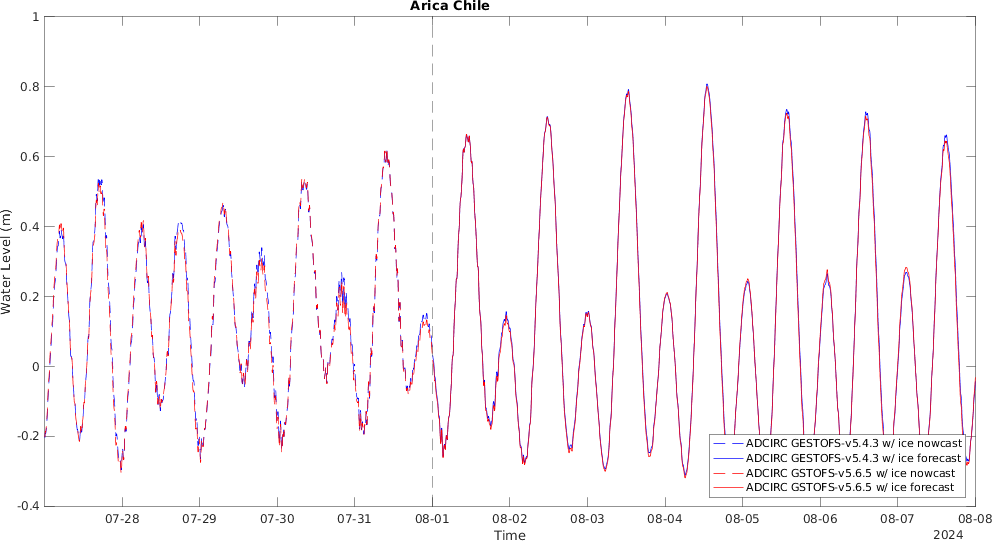 Arica Chile
1
0.8
0.6
0.4
0.2
0
-0.2
-0.4
Water Level (m)
ADCIRC GESTOFS-v5.4.3 w/ ice nowcast
ADCIRC GESTOFS-v5.4.3 w/ ice forecast
ADCIRC GSTOFS-v5.6.5 w/ ice nowcast
ADCIRC GSTOFS-v5.6.5 w/ ice forecast
07-28 07-29 07-30 07-31 08-01 08-02 08-03 08-04 08-05 08-06 08-07 08-08
Time
2024